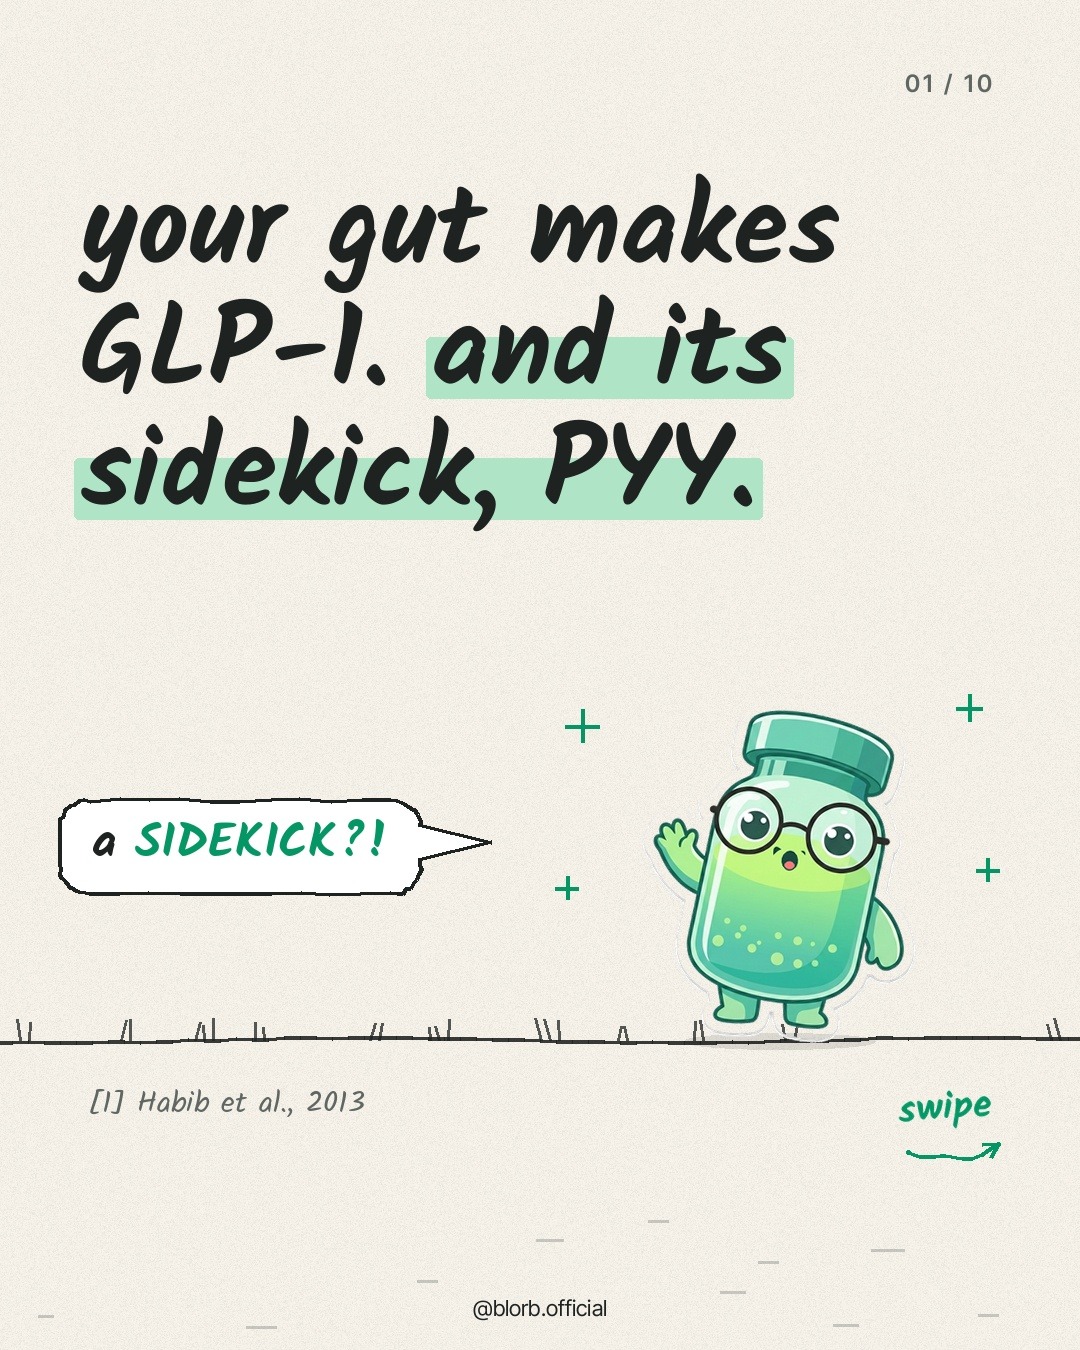 01 / 10
your gut makes
GLP-1. and its
sidekick, PYY.
a SIDEKICK?!
[1] Habib et al., 2013
swipe
@blorb.official